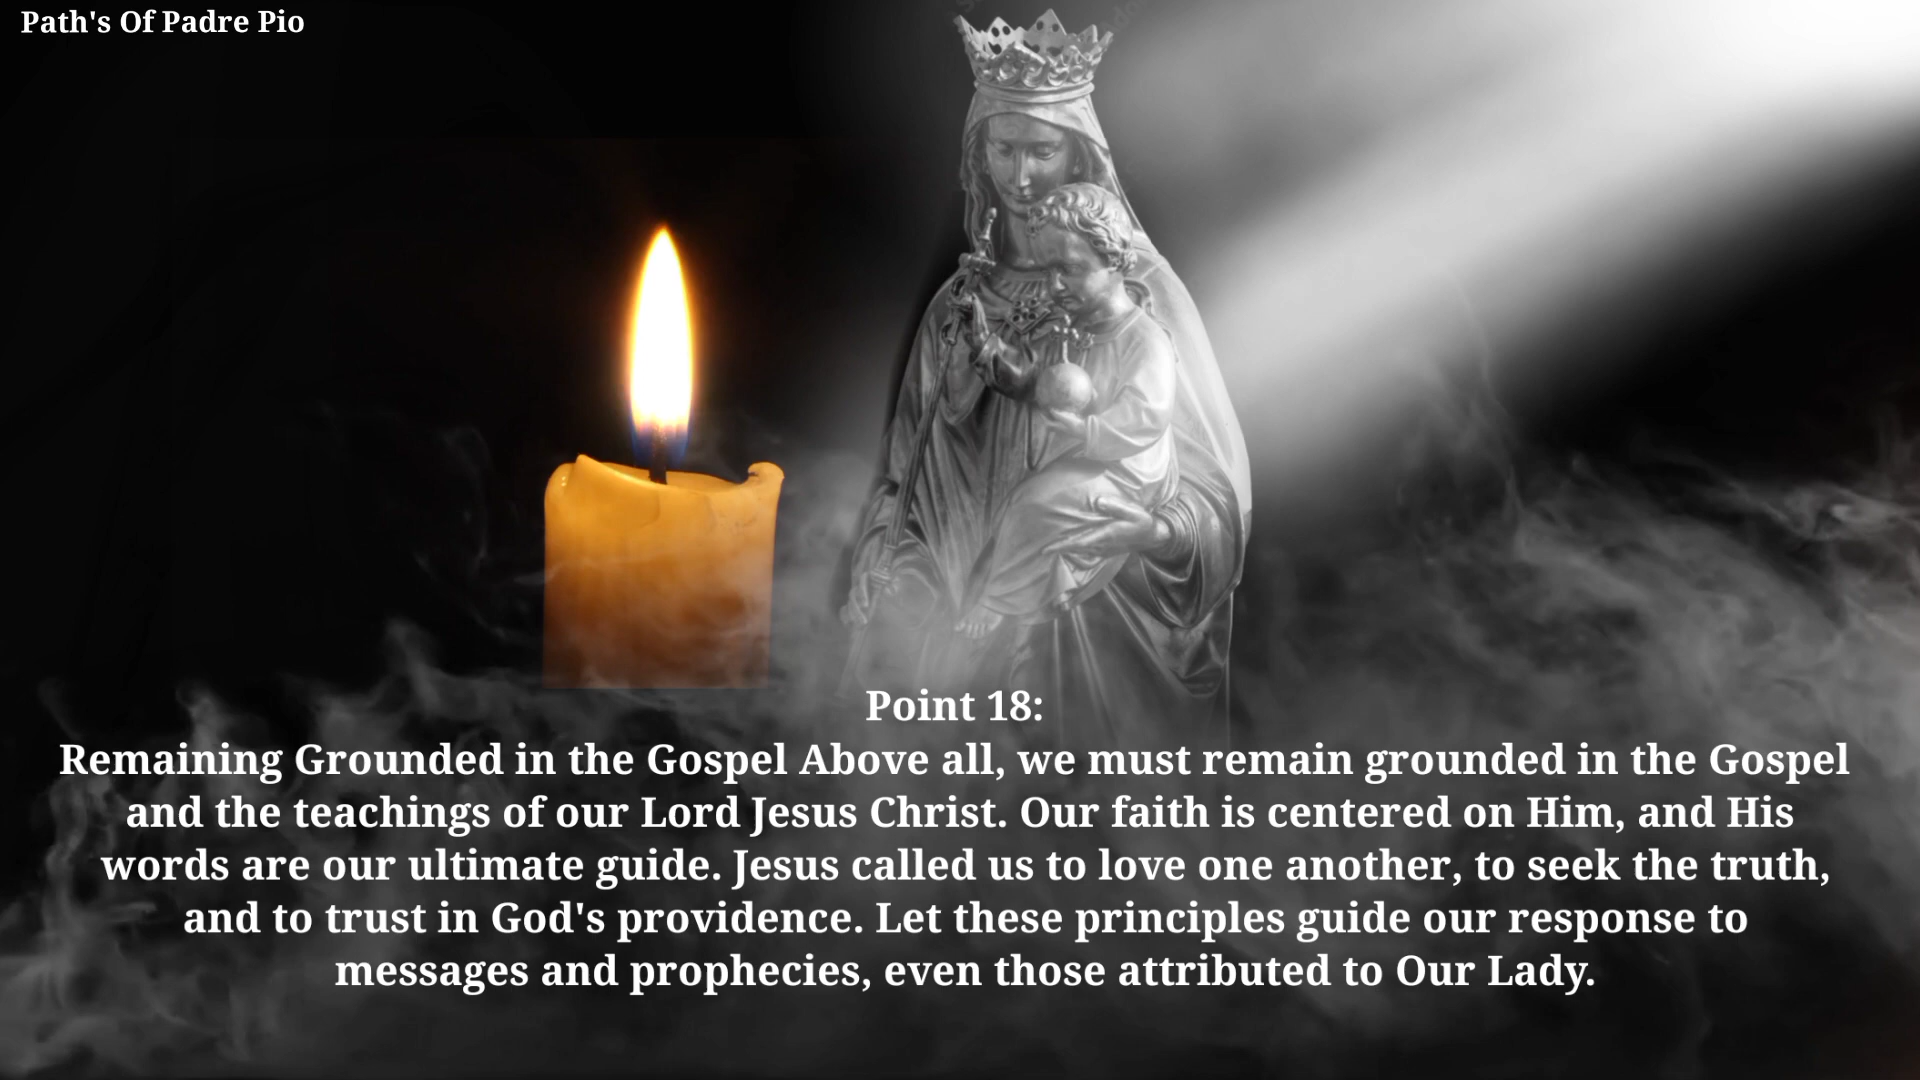 Path's Of Padre Pio
Point 18:
Remaining Grounded in the Gospel Above all, we must remain grounded in the Gospel
and the teachings of our Lord Jesus Christ. Our faith is centered on Him, and His
words are our ultimate guide. Jesus called us to love one another, to seek the truth,
and to trust in God's providence. Let these principles guide our response to
messages and prophecies, even those attributed to Our Lady.